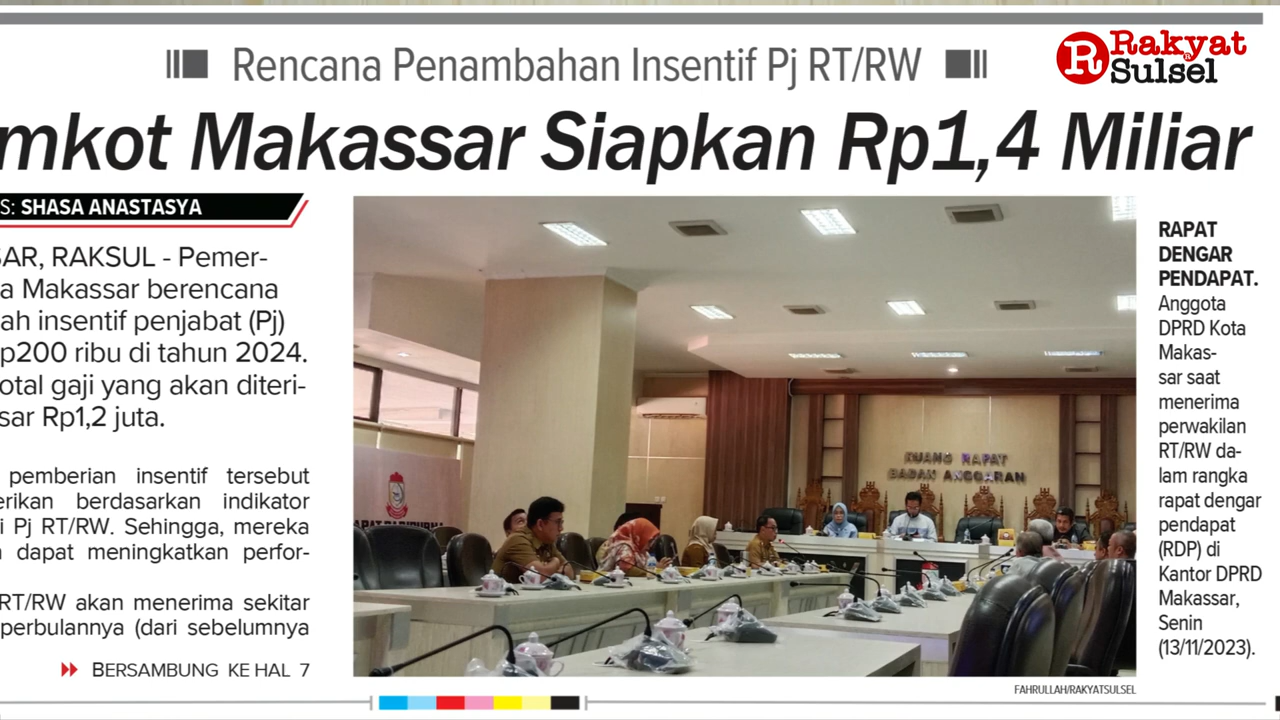 Rencana Penambahan Insentif Pj RT/RW
Rakyat
Sulsel
mkot Makassar Siapkan Rp1,4 Miliar
S: SHASA ANASTASYA
SAR, RAKSUL - Pemer-
a Makassar berencana
ah insentif penjabat (Pj)
p200 ribu di tahun 2024.
otal gaji yang akan diteri-
sar Rp1,2 juta.
pemberian insentif tersebut
erikan berdasarkan indikator
i Pj RT/RW. Sehingga, mereka
dapat meningkatkan perfor-
RT/RW akan menerima sekitar
perbulannya (dari sebelumnya
BERSAMBUNG KE HAL 7
RUANG RAPAT
BADAN ANGGARAN
RAPAT PARIPURNA
RAPAT
DENGAR
PENDAPAT.
Anggota
DPRD Kota
Makas-
sar saat
menerima
perwakilan
RT/RW da-
lam rangka
rapat dengar
pendapat
(RDP) di
Kantor DPRD
Makassar,
Senin
(13/11/2023).
FAHRULLAH/RAKYATSULSEL